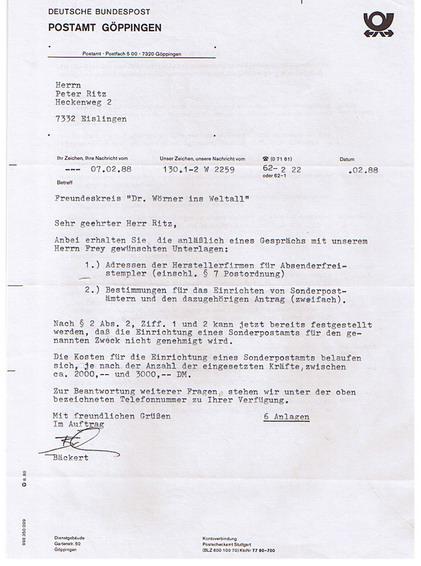 DEUTSCHE BUNDESPOST
POSTAMT GÖPPINGEN
Postamt · Postfach 5 00 · 7320 Göppingen
Herrn
Peter Ritz
Heckenweg 2
7332 Eislingen
Ihr Zeichen, Ihre Nachricht vom
Unser Zeichen, unsere Nachricht vom
☎ (0 71 61)
Datum
--- 07.02.88
130.1-2 W 2259
62- 2 22
.02.88
oder 62-1
Betreff
Freundeskreis "Dr. Wörner ins Weltall"
Sehr geehrter Herr Ritz,
Anbei erhalten Sie die anläßlich eines Gesprächs mit unserem
Herrn Frey gewünschten Unterlagen:
1.) Adressen der Herstellerfirmen für Absenderfrei-
stempler (einschl. § 7 Postordnung)
2.) Bestimmungen für das Einrichten von Sonderpost-
ämtern und den dazugehörigen Antrag (zweifach).
Nach § 2 Abs. 2, Ziff. 1 und 2 kann jetzt bereits festgestellt
werden, daß die Einrichtung eines Sonderpostamts für den ge-
nannten Zweck nicht genehmigt wird.
Die Kosten für die Einrichtung eines Sonderpostamts belaufen
sich, je nach der Anzahl der eingesetzten Kräfte, zwischen
ca. 2000,-- und 3000,-- DM.
Zur Beantwortung weiterer Fragen stehen wir unter der oben
bezeichneten Telefonnummer zu Ihrer Verfügung.
Mit freundlichen Grüßen
6 Anlagen
Im Auftrag
Bäckert
Dienstgebäude
Gartenstr. 50
Göppingen
Kontoverbindung
Postscheckamt Stuttgart
(BLZ 600 100 70) KtoNr 77 60-700